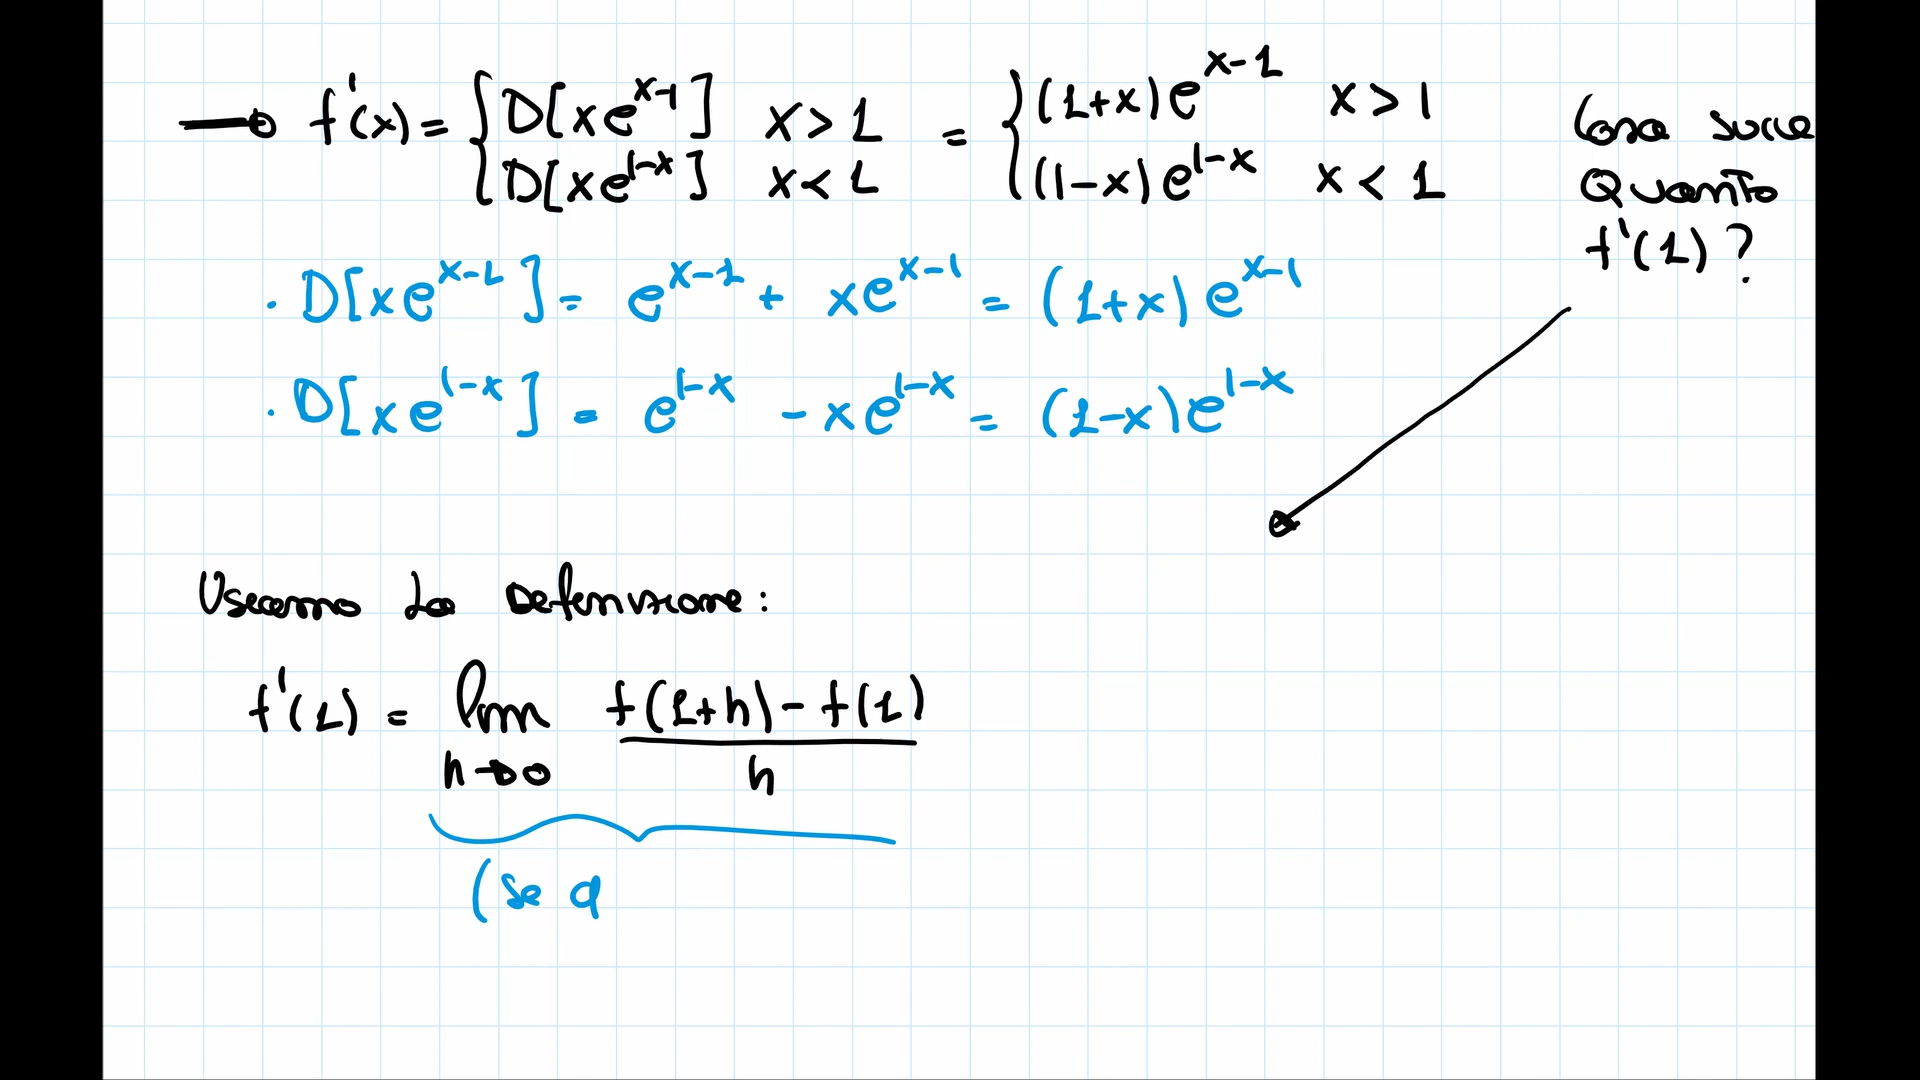 → f'(x) = { D[xe^{x-1}] x > 1 = { (1+x)e^{x-1} x > 1
{ D[xe^{1-x}] x < 1 { (1-x)e^{1-x} x < 1
Cosa succe
Quanto
f'(1)?
· D[xe^{x-1}] = e^{x-1} + xe^{x-1} = (1+x)e^{x-1}
· D[xe^{1-x}] = e^{1-x} - xe^{1-x} = (1-x)e^{1-x}
Usiamo la Definizione:
f'(1) = lim_{h→0} \frac{f(1+h) - f(1)}{h}
(se q